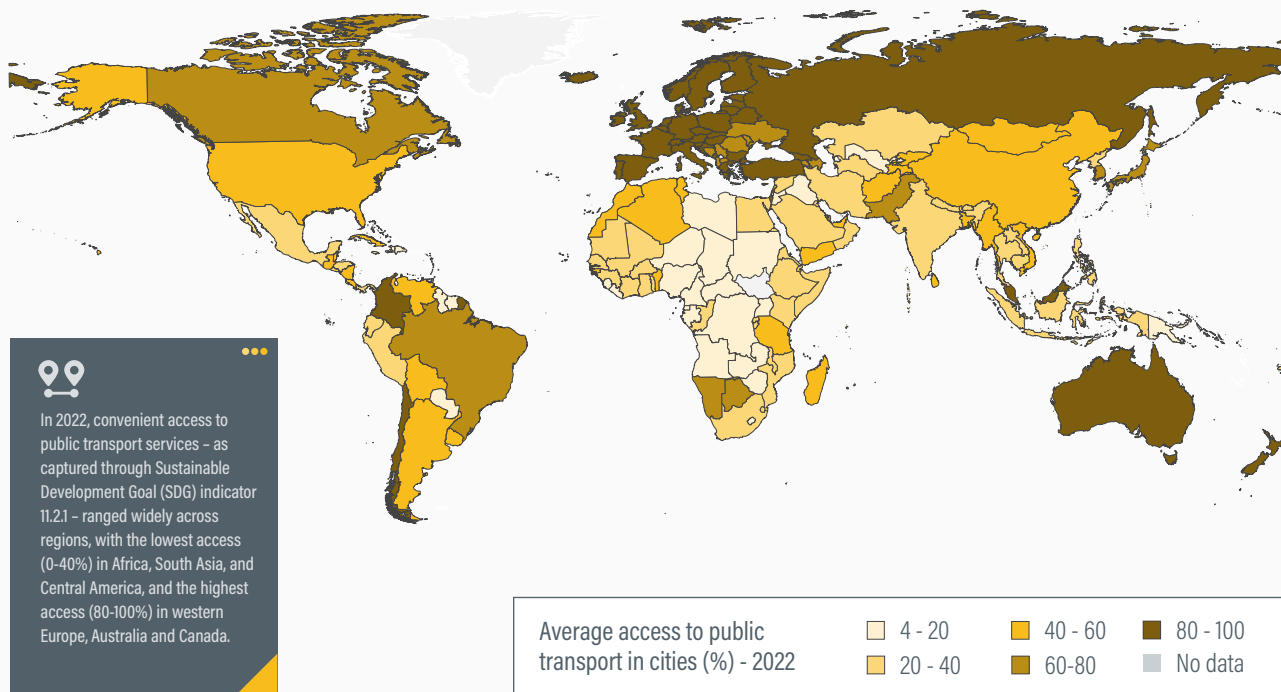 In 2022, convenient access to
public transport services – as
captured through Sustainable
Development Goal (SDG) indicator
11.2.1 – ranged widely across
regions, with the lowest access
(0-40%) in Africa, South Asia, and
Central America, and the highest
access (80-100%) in western
Europe, Australia and Canada.
Average access to public
transport in cities (%) - 2022
4 - 20
20 - 40
40 - 60
60-80
80 - 100
No data